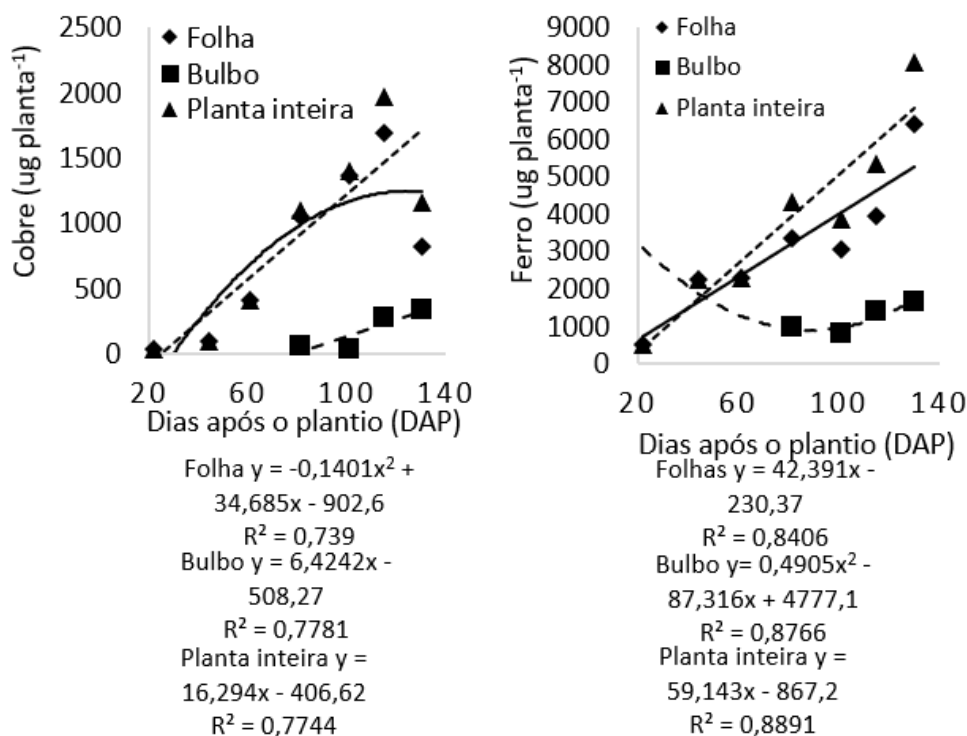 Cobre (ug planta⁻¹)
2500
2000
1500
1000
500
0
Folha
Bulbo
Planta inteira
20 60 100 140
Dias após o plantio (DAP)
Folha y = -0,1401x² +
34,685x - 902,6
R² = 0,739
Bulbo y = 6,4242x -
508,27
R² = 0,7781
Planta inteira y =
16,294x - 406,62
R² = 0,7744
Ferro (ug planta⁻¹)
9000
8000
7000
6000
5000
4000
3000
2000
1000
0
Folha
Bulbo
Planta inteira
20 60 100 140
Dias após o plantio (DAP)
Folhas y = 42,391x -
230,37
R² = 0,8406
Bulbo y= 0,4905x² -
87,316x + 4777,1
R² = 0,8766
Planta inteira y =
59,143x - 867,2
R² = 0,8891